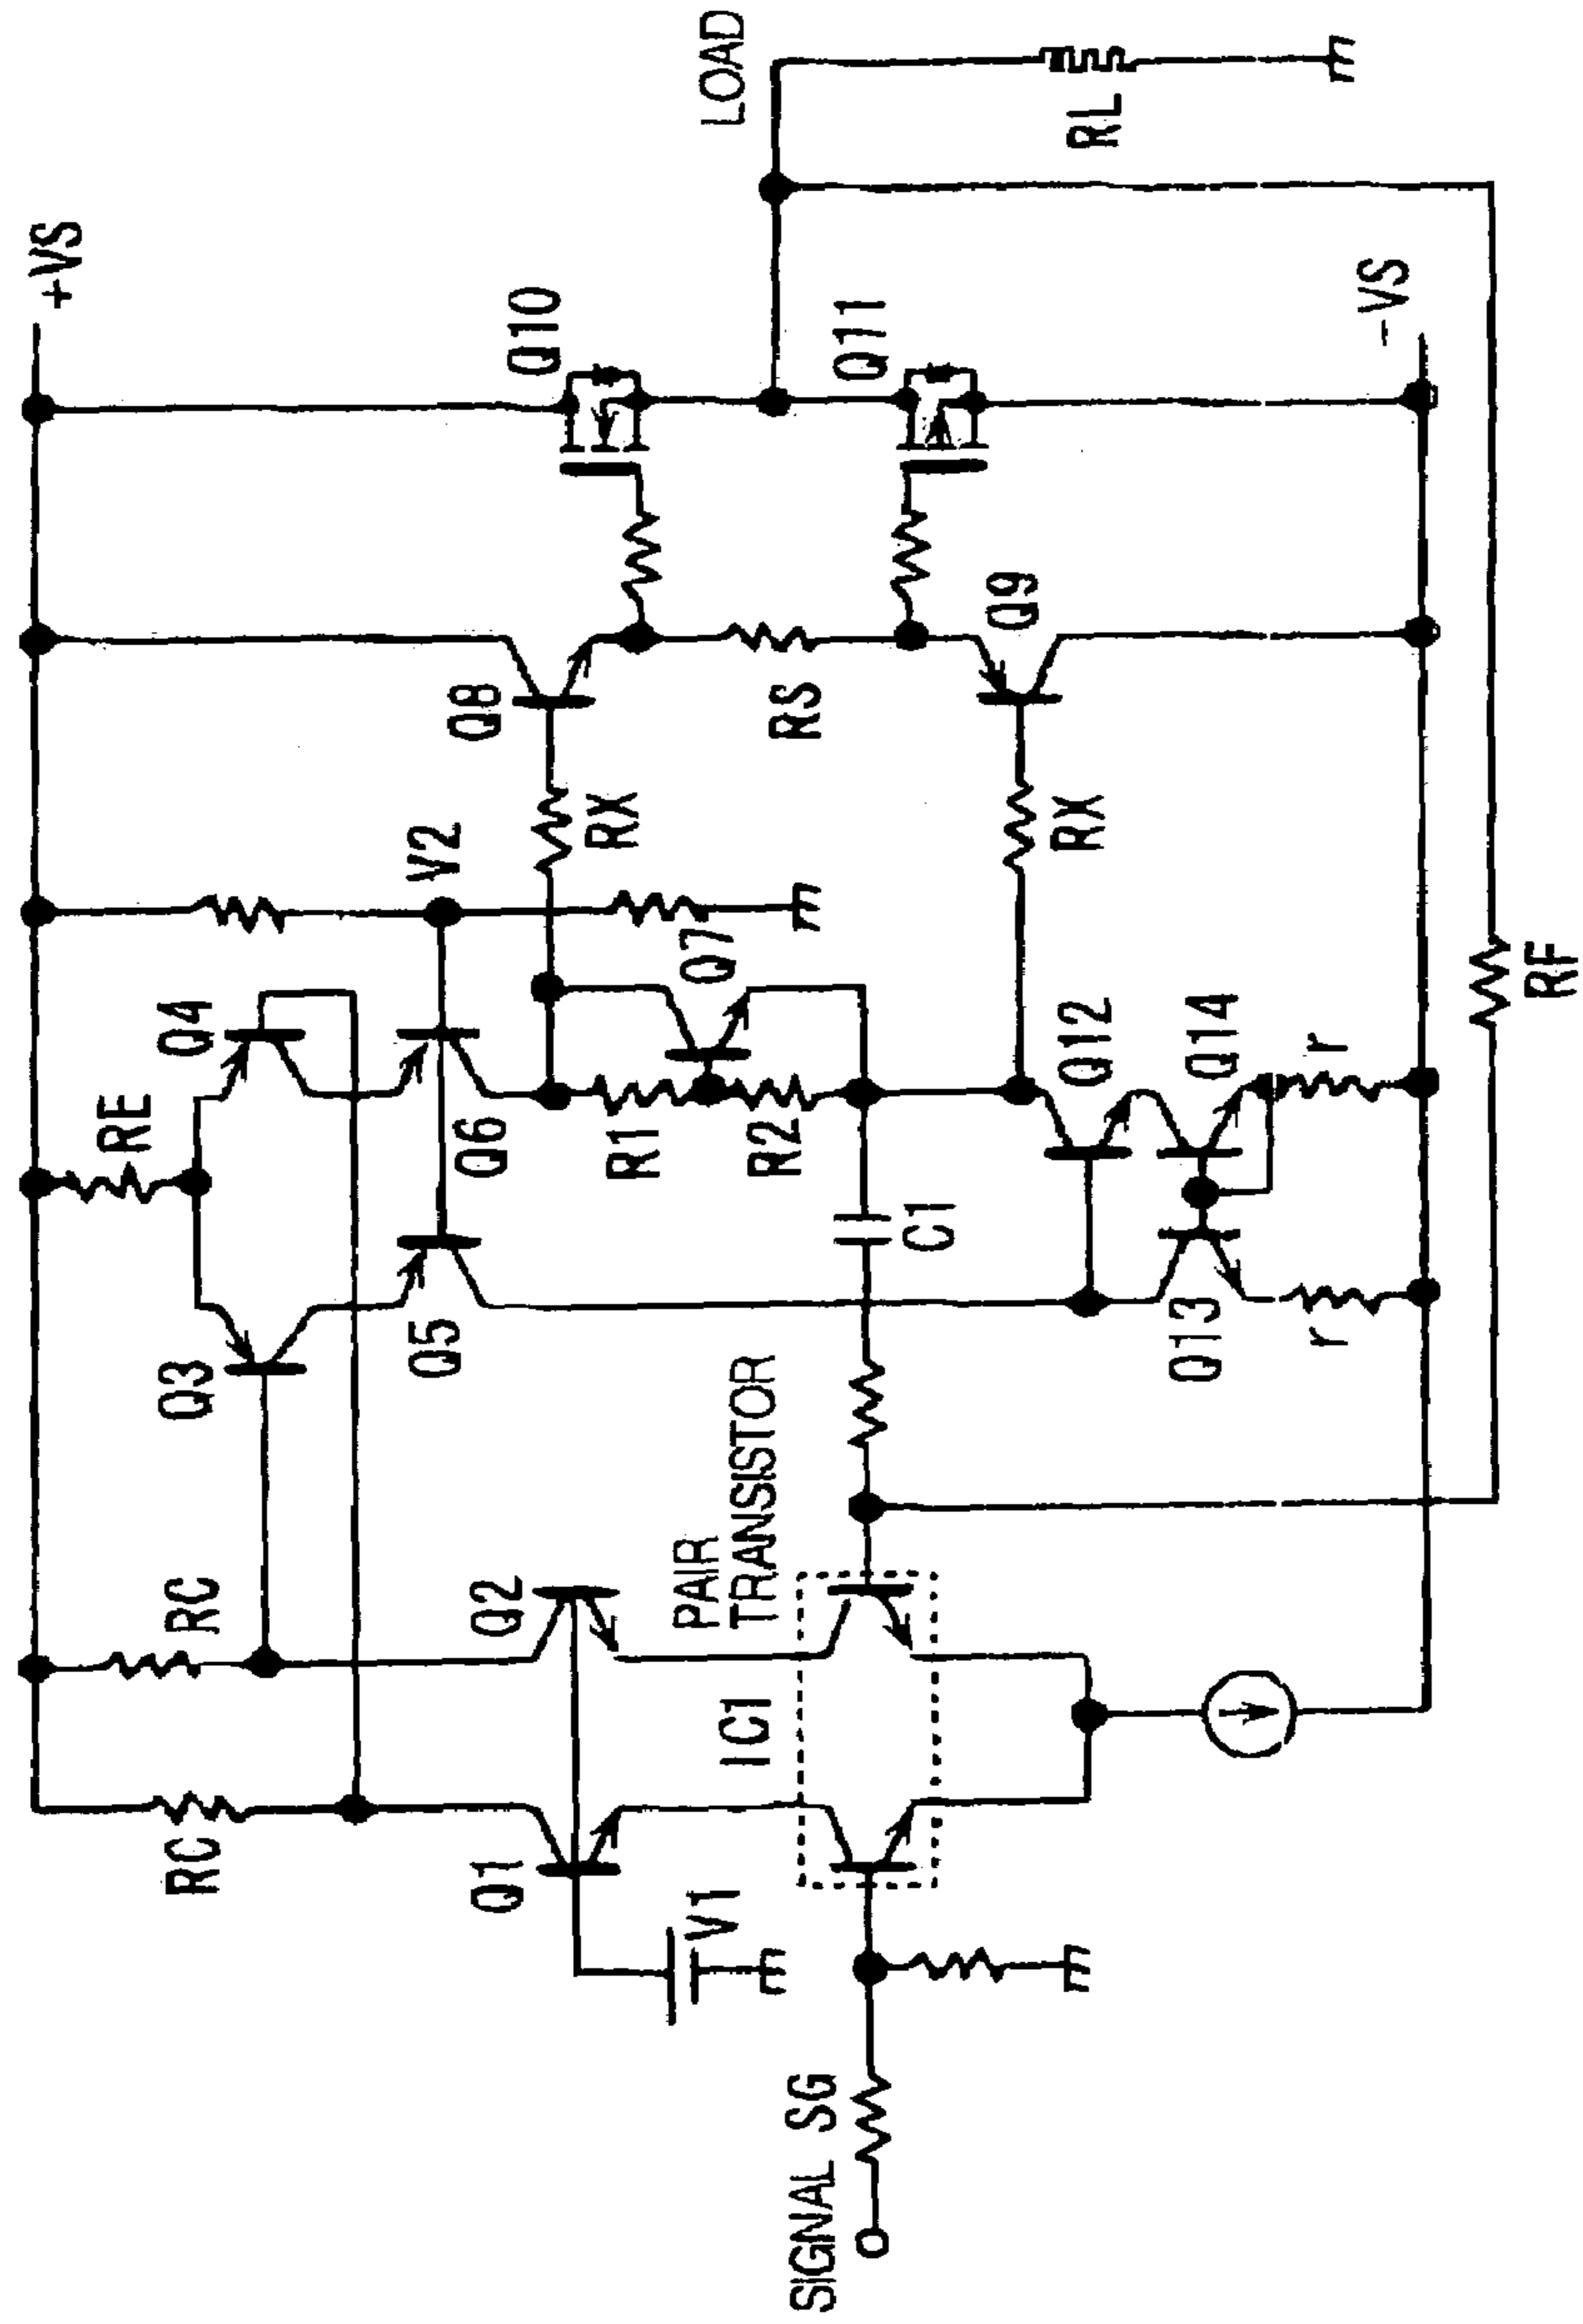 +VS
RC
RC
RE
Q3
Q4
V2
Q5
Q6
Q1
Q2
V1
IC1
PAIR
TRANSISTOR
SIGNAL SG
R1
R2
Q7
C1
RX
RX
Q8
RS
Q9
Q10
Q11
LOAD
RL
Q12
Q13
Q14
r
r
-VS
RF